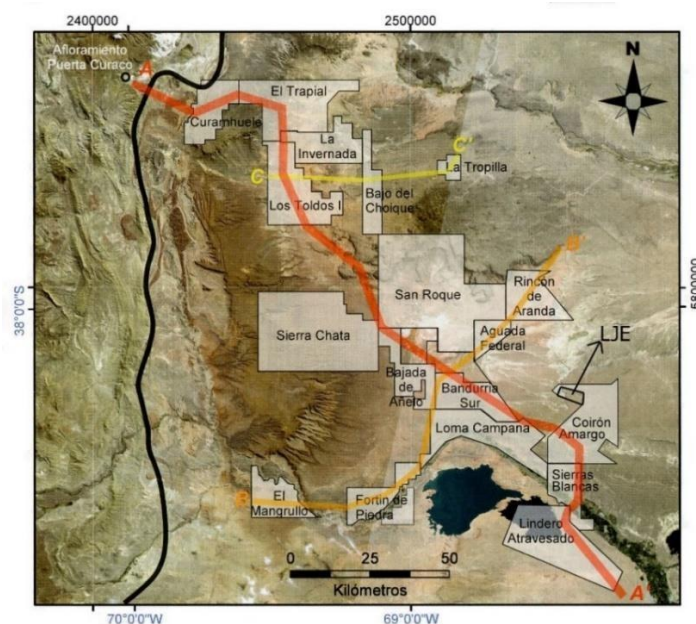 2400000
2500000
Afloramiento
Puerta Curaco
A
N
El Trapial
Curamhuele
La
Invernada
C'
La Tropilla
C
Bajo del
Choique
Los Toldos I
B'
San Roque
Rincón
de
Aranda
38°0'0"S
5800000
Sierra Chata
Aguada
Federal
LJE
Bajada
de
Añelo
Bandurria
Sur
Coirón
Amargo
Loma Campana
Sierras
Blancas
B
El
Mangrullo
Fortín de
Piedra
Lindero
Atravesado
0 25 50
Kilómetros
A'
70°0'0"W
69°0'0"W